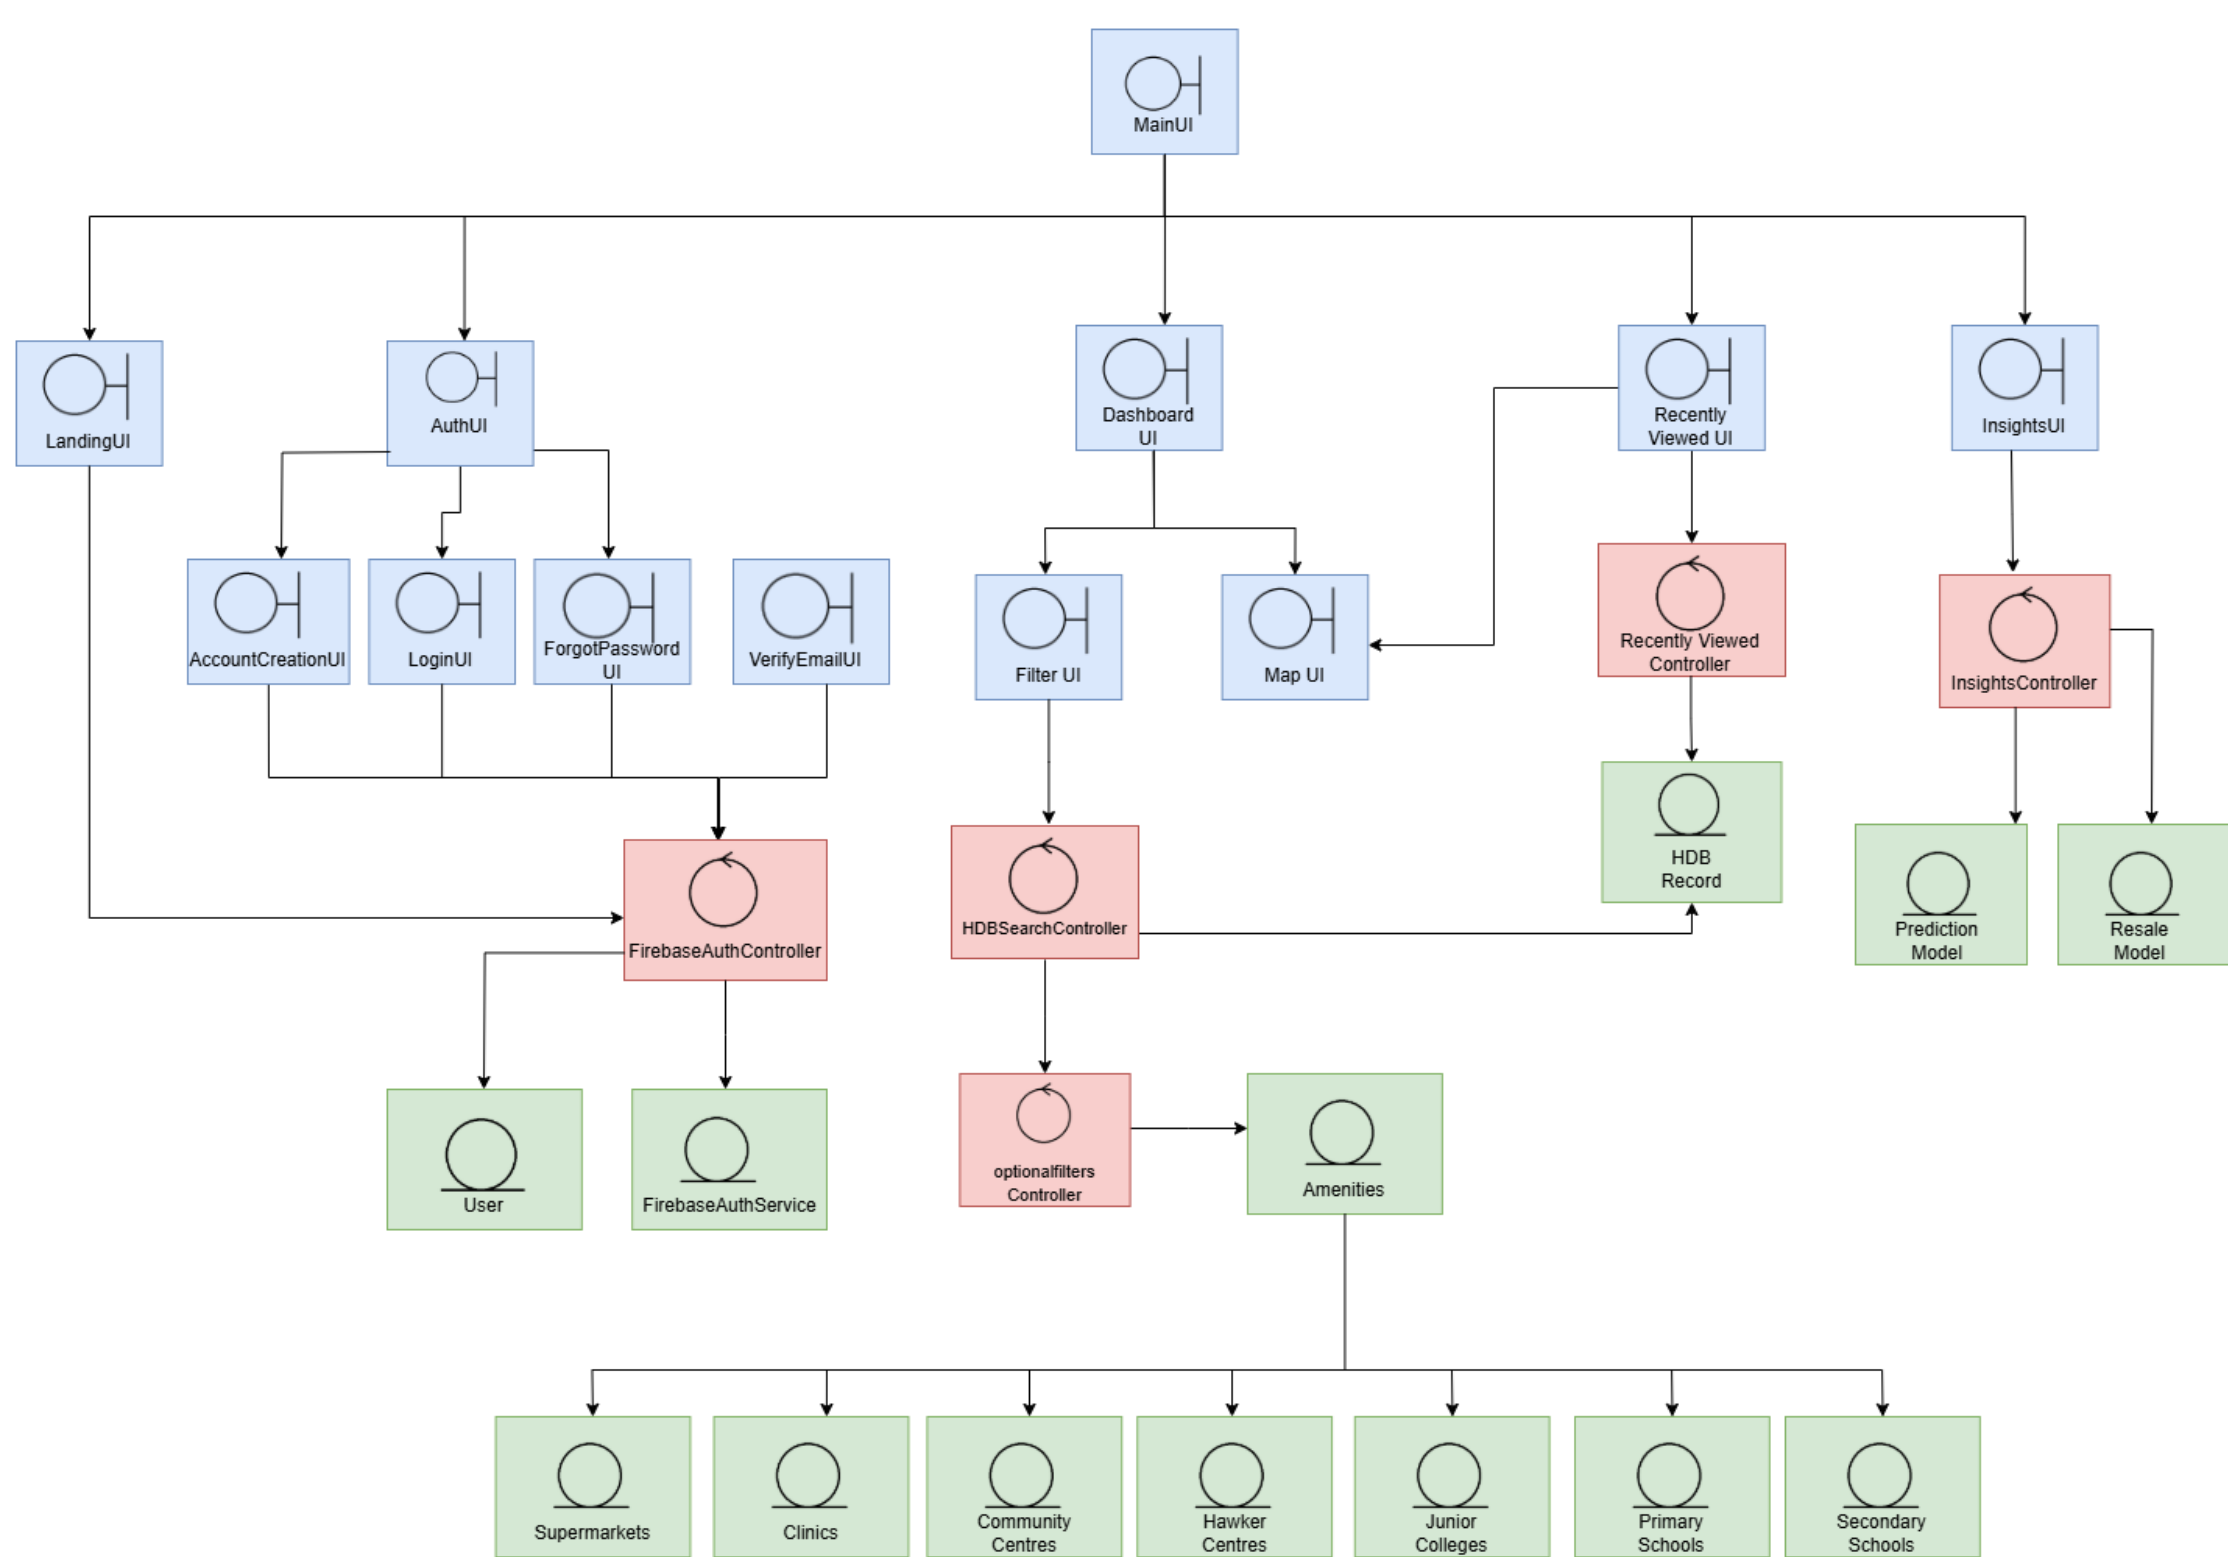 MainUI
LandingUI
AuthUI
Dashboard
UI
Recently
Viewed UI
InsightsUI
AccountCreationUI
LoginUI
ForgotPassword
UI
VerifyEmailUI
Filter UI
Map UI
Recently Viewed
Controller
InsightsController
FirebaseAuthController
HDBSearchController
HDB
Record
Prediction
Model
Resale
Model
User
FirebaseAuthService
optionalfilters
Controller
Amenities
Supermarkets
Clinics
Community
Centres
Hawker
Centres
Junior
Colleges
Primary
Schools
Secondary
Schools